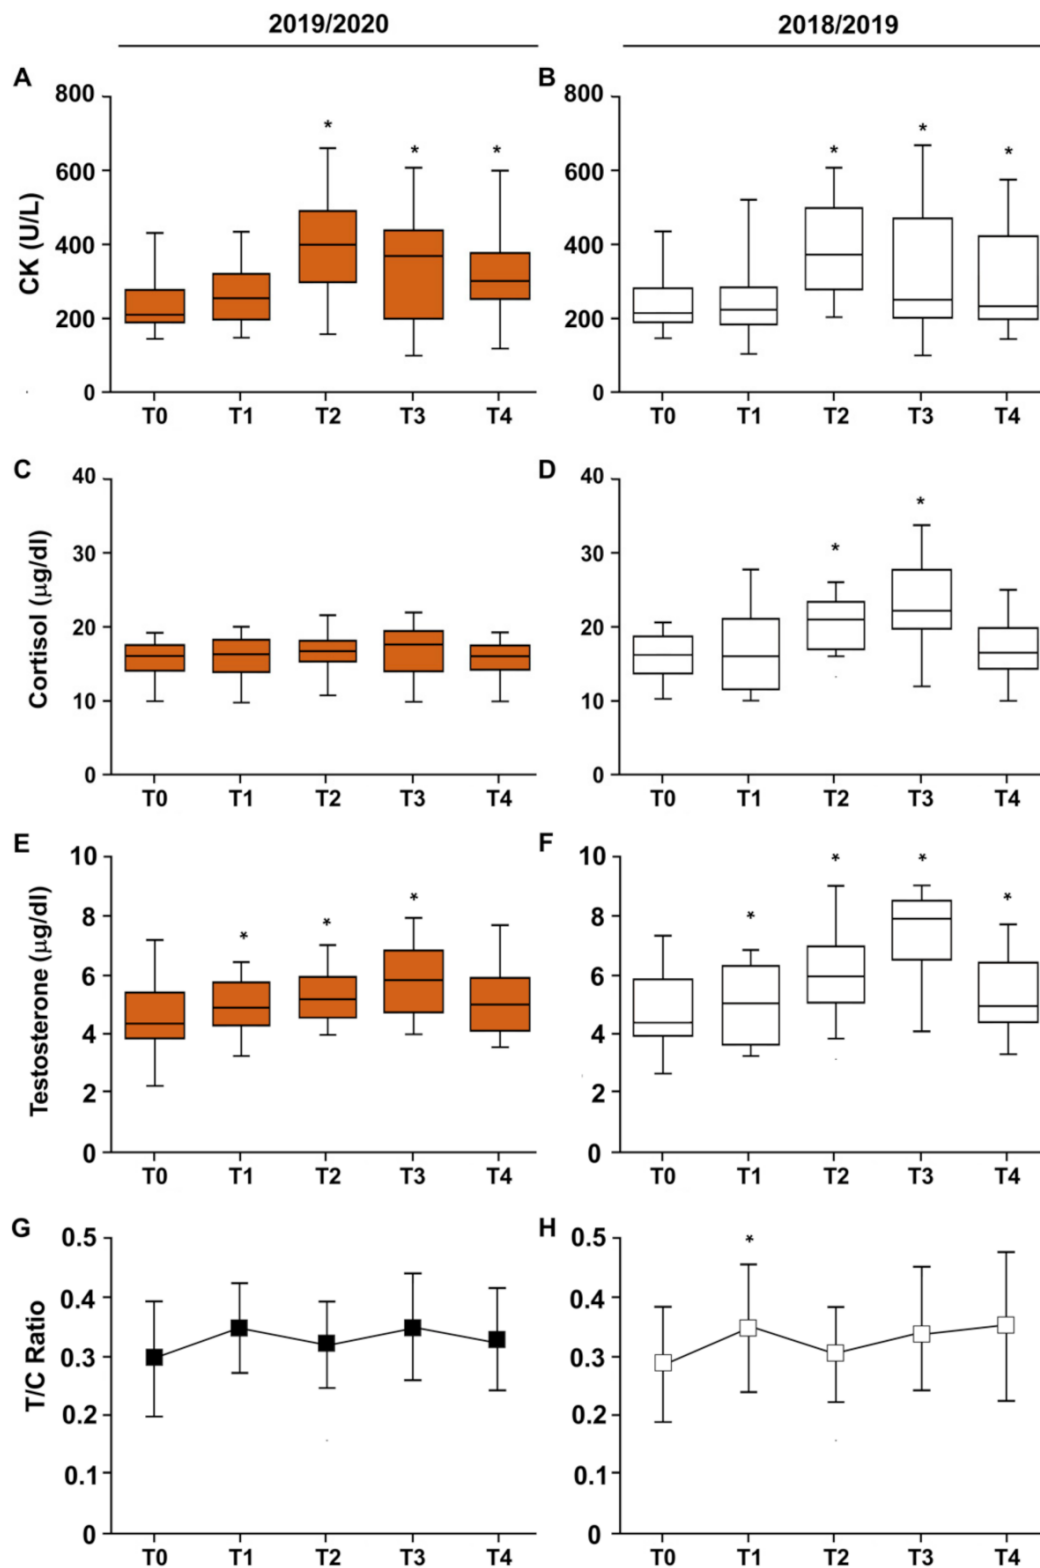 2019/2020 2018/2019
A B
CK (U/L)
800 800
* *
* * * *
600 600
400 400
200 200
0 0
T0 T1 T2 T3 T4 T0 T1 T2 T3 T4
C D
Cortisol (µg/dl)
40 40
*
*
30 30
20 20
10 10
0 0
T0 T1 T2 T3 T4 T0 T1 T2 T3 T4
E F
Testosterone (µg/dl)
10 10
* *
* *
* * *
8 8
6 6
4 4
2 2
0 0
T0 T1 T2 T3 T4 T0 T1 T2 T3 T4
G H
T/C Ratio
0.5 0.5
*
0.4 0.4
0.3 0.3
0.2 0.2
0.1 0.1
0 0
T0 T1 T2 T3 T4 T0 T1 T2 T3 T4